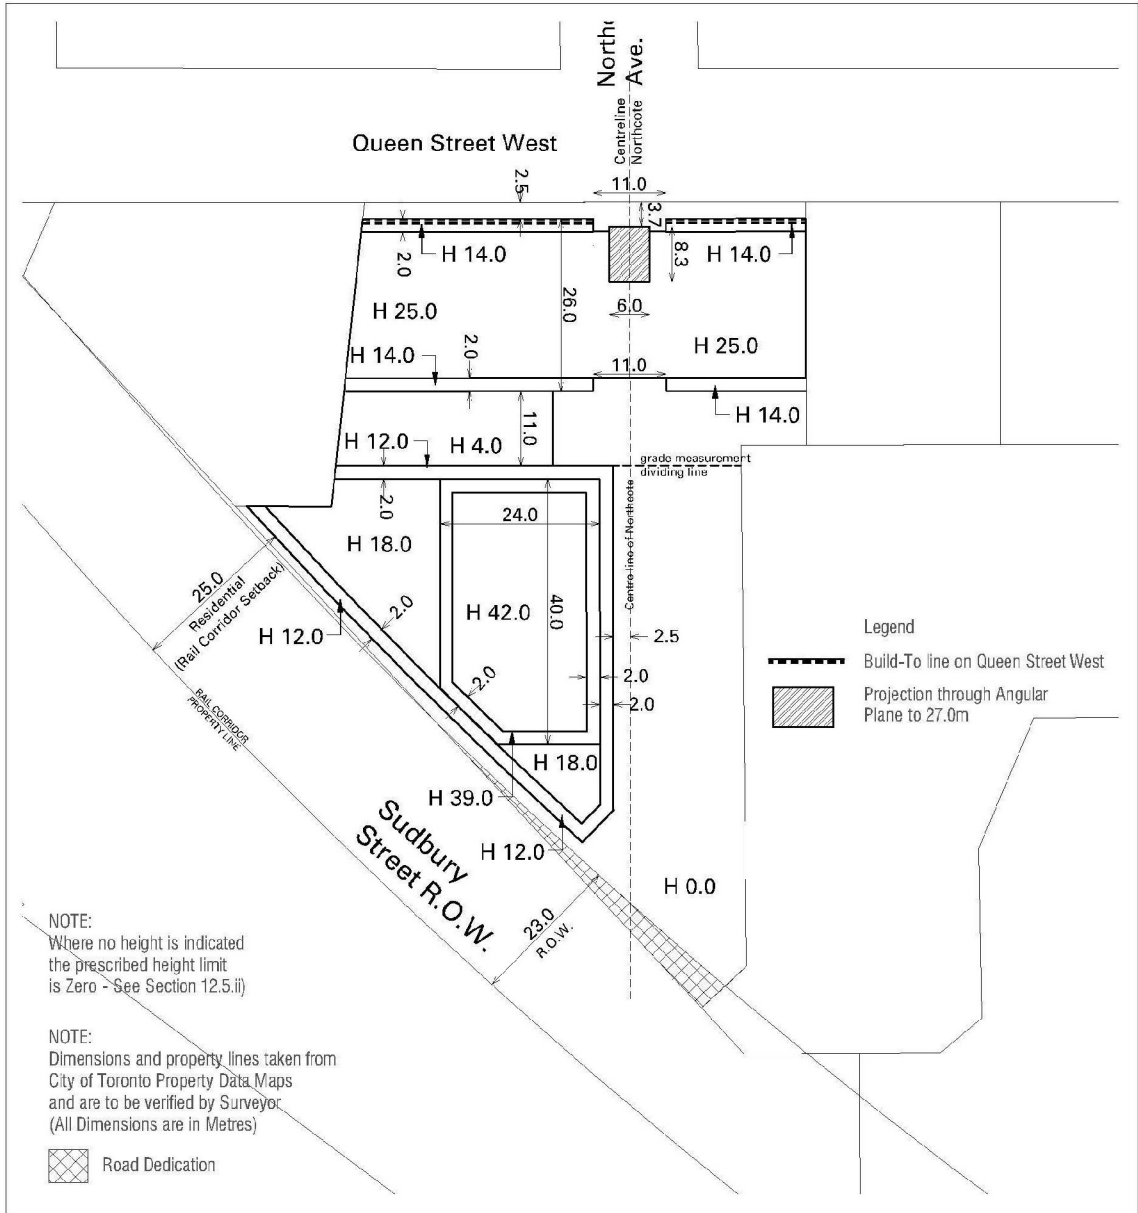 Northc
Ave.
Centreline
Northcote
Queen Street West
2.5
11.0
3.7
H 14.0
2.0
8.3
H 14.0
H 25.0
26.0
6.0
H 25.0
H 14.0
2.0
11.0
H 14.0
H 12.0
H 4.0
11.0
grade measurement
dividing line
2.0
24.0
H 18.0
Centre line of Northcote
25.0
Residential
(Rail Corridor Setback)
H 12.0
2.0
H 42.0
40.0
2.5
2.0
2.0
2.0
RAIL CORRIDOR
PROPERTY LINE
H 18.0
H 39.0
H 12.0
Sudbury
Street R.O.W.
H 0.0
23.0
R.O.W.
Legend
Build-To line on Queen Street West
Projection through Angular
Plane to 27.0m
NOTE:
Where no height is indicated
the prescribed height limit
is Zero - See Section 12.5.ii)
NOTE:
Dimensions and property lines taken from
City of Toronto Property Data Maps
and are to be verified by Surveyor
(All Dimensions are in Metres)
Road Dedication